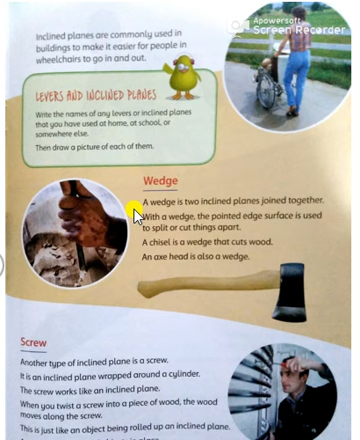 Apowersoft
Screen Recorder
Inclined planes are commonly used in
buildings to make it easier for people in
wheelchairs to go in and out.
LEVERS AND INCLINED PLANES
Write the names of any levers or inclined planes
that you have used at home, at school, or
somewhere else.
Then draw a picture of each of them.
Wedge
A wedge is two inclined planes joined together.
With a wedge, the pointed edge surface is used
to split or cut things apart.
A chisel is a wedge that cuts wood.
An axe head is also a wedge.
Screw
Another type of inclined plane is a screw.
It is an inclined plane wrapped around a cylinder.
The screw works like an inclined plane.
When you twist a screw into a piece of wood, the wood
moves along the screw.
This is just like an object being rolled up an inclined plane.